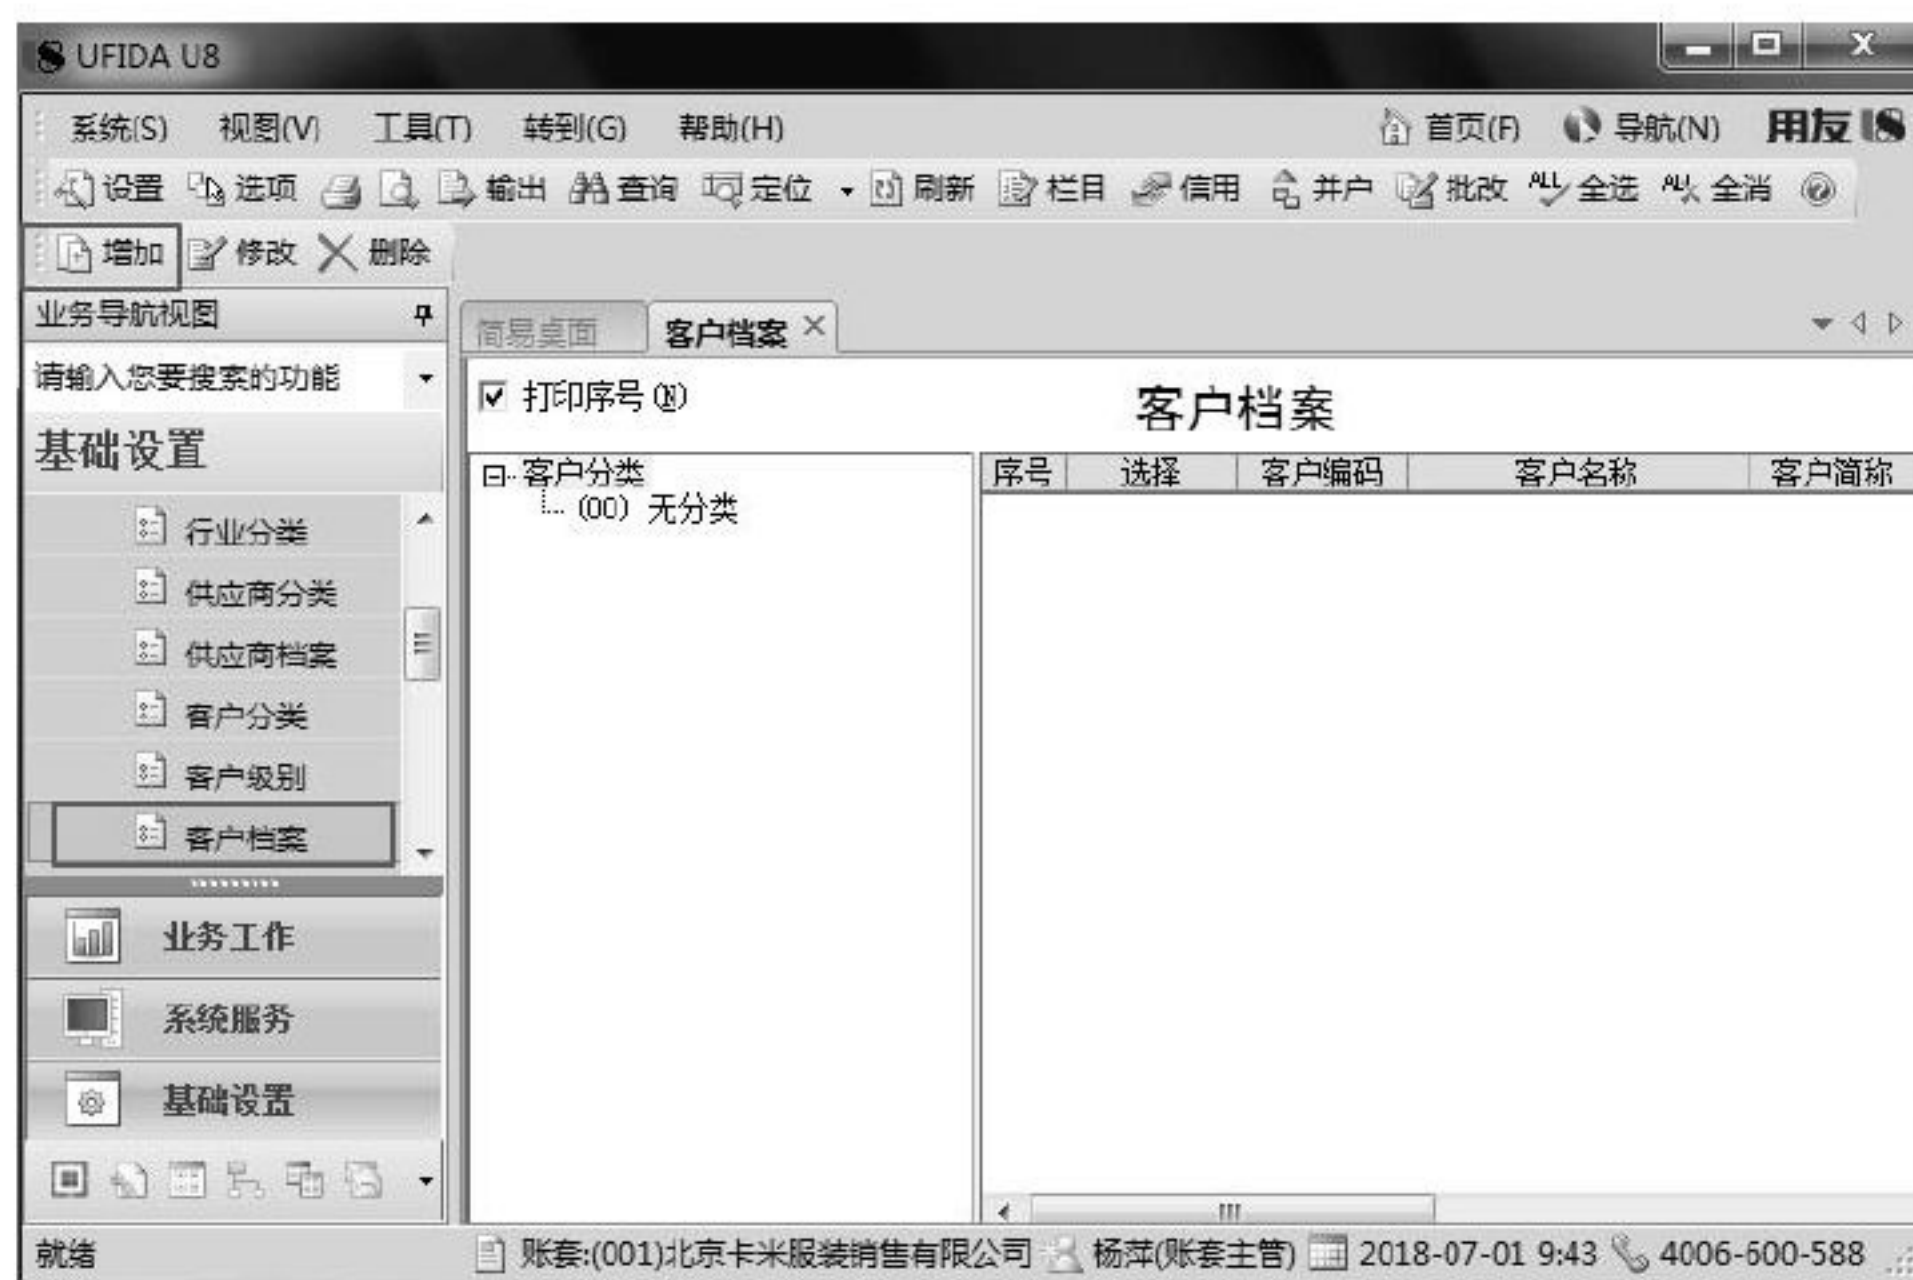 UFIDA U8
系统(S) 视图(V) 工具(T) 转到(G) 帮助(H) 首页(F) 导航(N) 用友 U8
设置 选项 输出 查询 定位 刷新 栏目 信用 并户 批改 ALL 全选 ALL 全消
增加 修改 删除
业务导航视图
简易桌面 客户档案
请输入您要搜索的功能
打印序号(N) 客户档案
基础设置
客户分类 序号 选择 客户编码 客户名称 客户简称
(00) 无分类
行业分类
供应商分类
供应商档案
客户分类
客户级别
客户档案
业务工作
系统服务
基础设置
就绪 账套:(001)北京卡米服装销售有限公司 杨萍(账套主管) 2018-07-01 9:43 4006-600-588